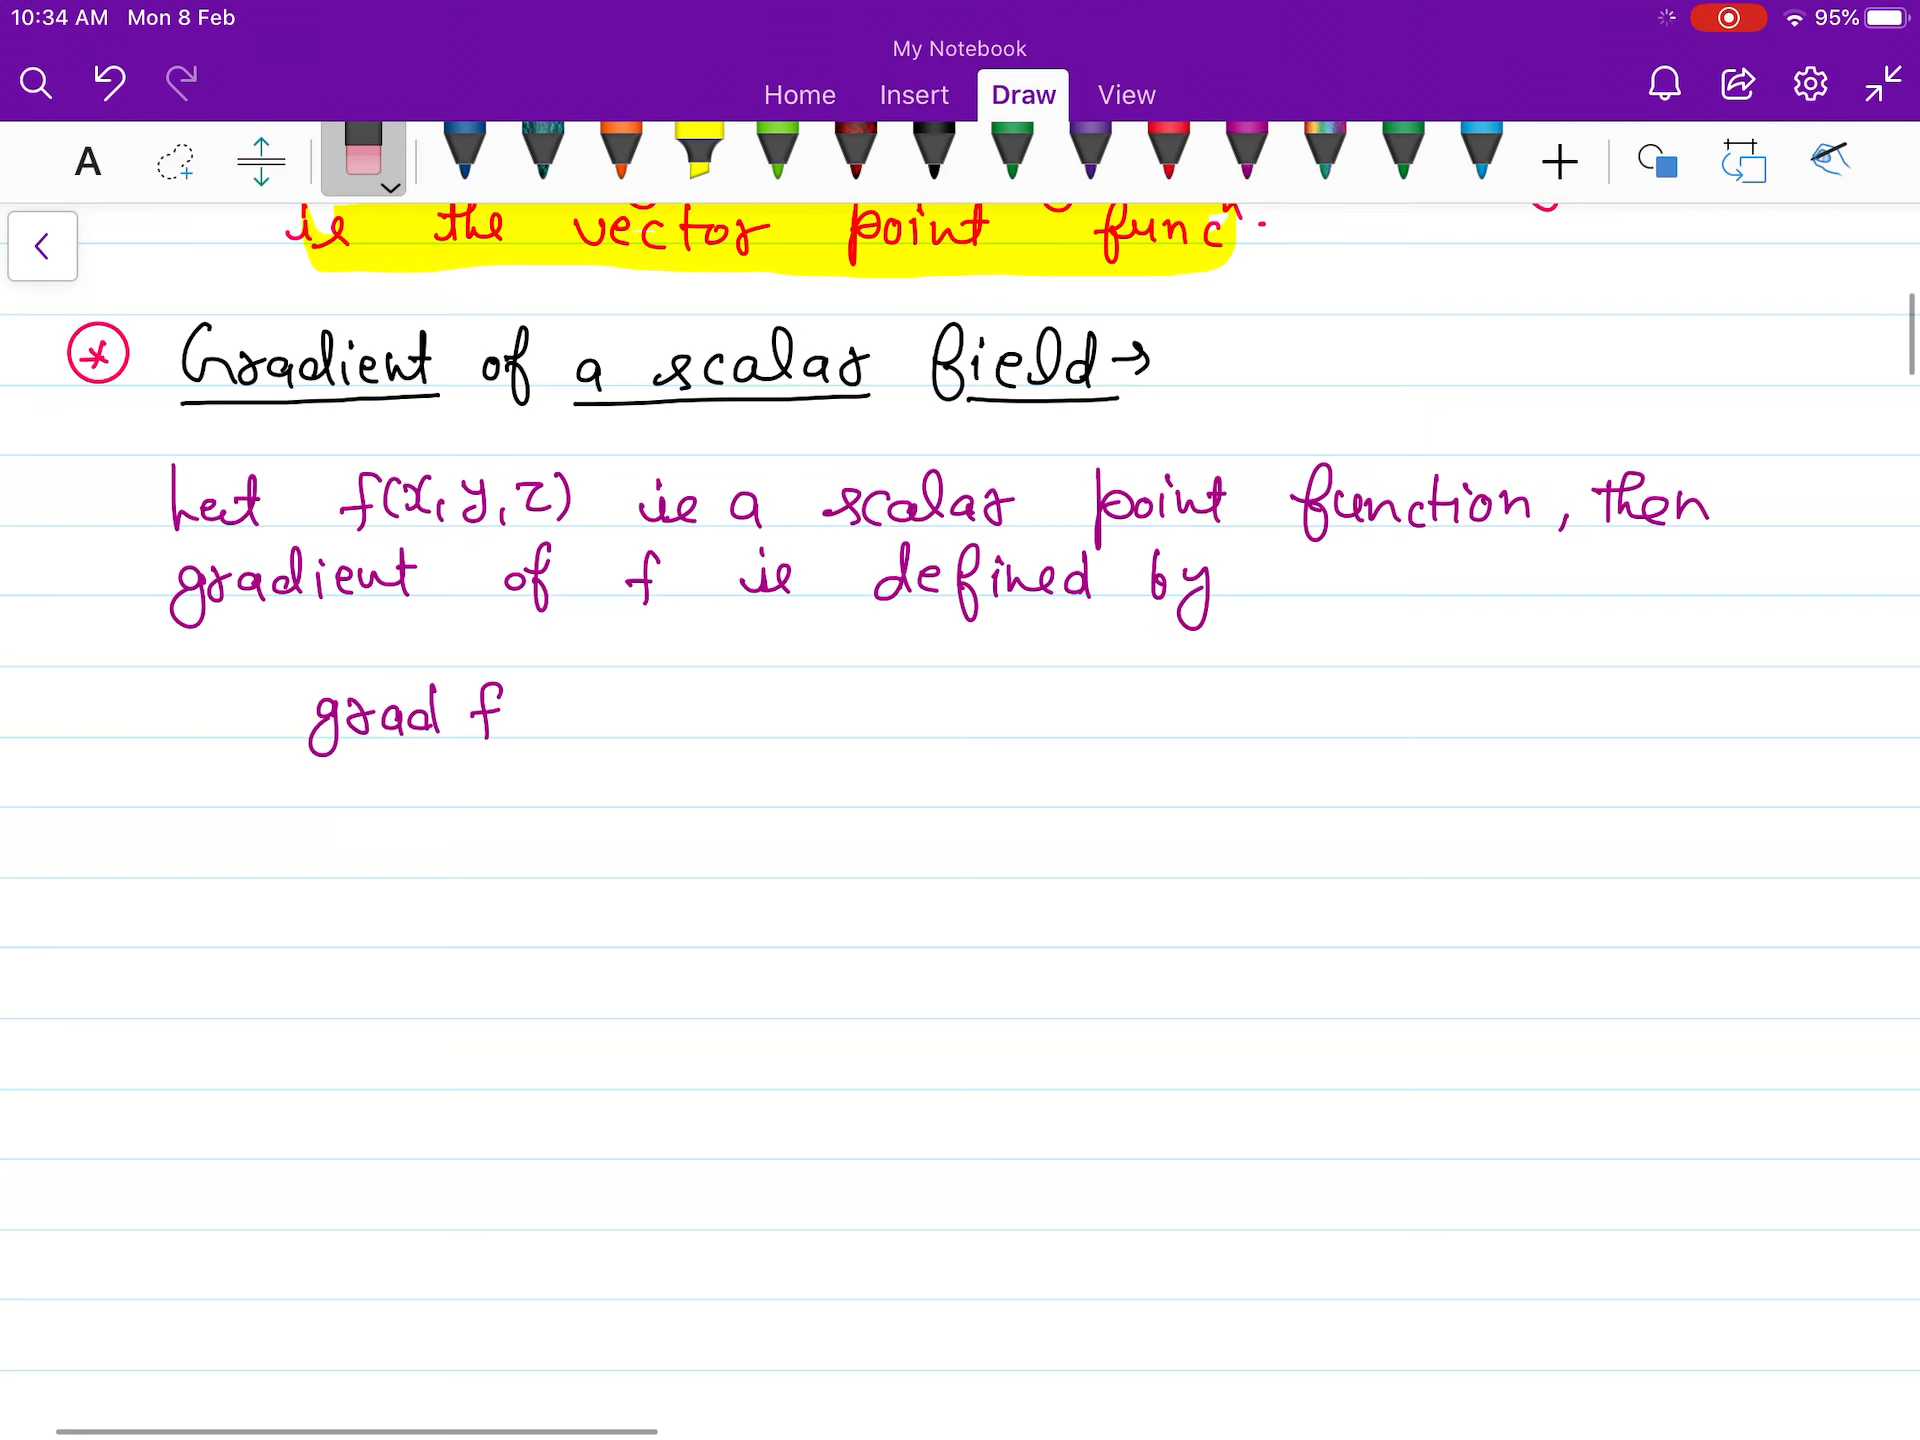 10:34 AM Mon 8 Feb
95%
My Notebook
Home Insert Draw View
A
is the vector point funcⁿ.
Gradient of a scalar field →
Let f(x, y, z) is a scalar point function, then
gradient of f is defined by
grad f